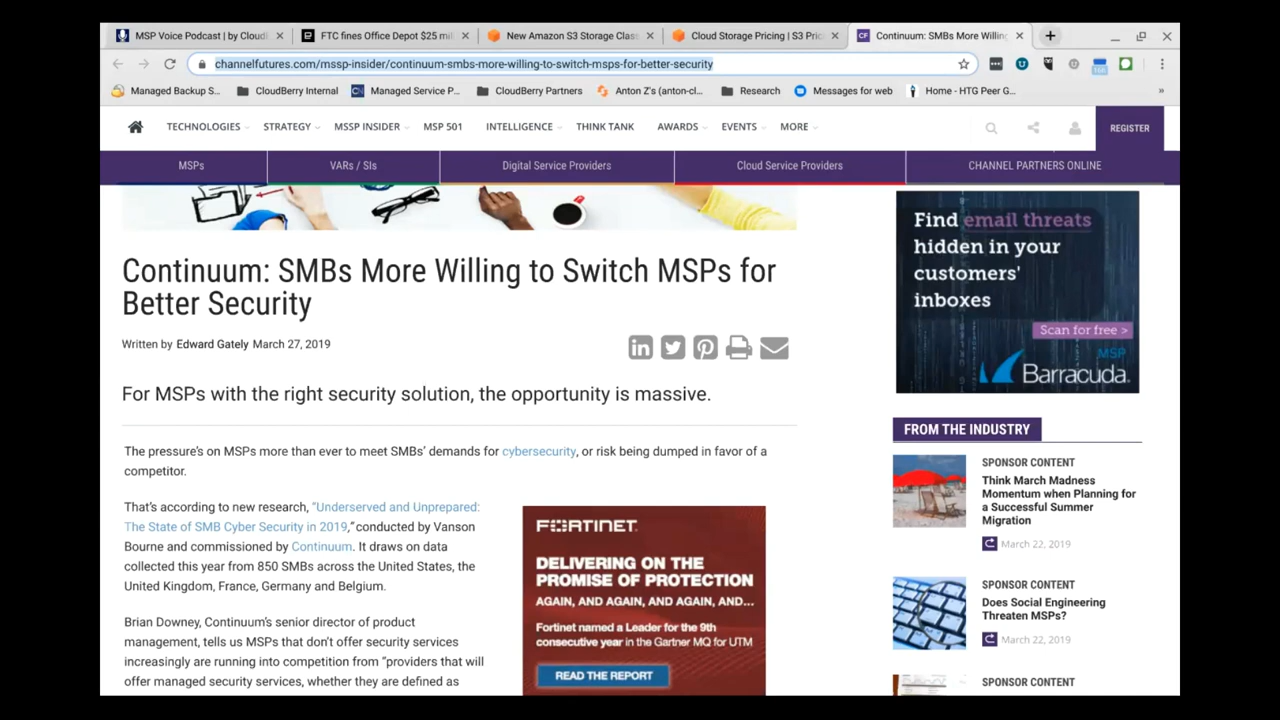 MSP Voice Podcast | by Cloud
FTC fines Office Depot $25 mil
New Amazon S3 Storage Clas
Cloud Storage Pricing | S3 Pric
CF Continuum: SMBs More Willing
channelfutures.com/mssp-insider/continuum-smbs-more-willing-to-switch-msps-for-better-security
168
Managed Backup S...
CloudBerry Internal
Managed Service P...
CloudBerry Partners
Anton Z's (anton-cl...
Research
Messages for web
Home - HTG Peer G...
»
TECHNOLOGIES
STRATEGY
MSSP INSIDER
MSP 501
INTELLIGENCE
THINK TANK
AWARDS
EVENTS
MORE
REGISTER
MSPs
VARs / SIs
Digital Service Providers
Cloud Service Providers
CHANNEL PARTNERS ONLINE
Continuum: SMBs More Willing to Switch MSPs for
Better Security
Written by Edward Gately March 27, 2019
For MSPs with the right security solution, the opportunity is massive.
The pressure's on MSPs more than ever to meet SMBs' demands for cybersecurity, or risk being dumped in favor of a
competitor.
That's according to new research, "Underserved and Unprepared:
The State of SMB Cyber Security in 2019," conducted by Vanson
Bourne and commissioned by Continuum. It draws on data
collected this year from 850 SMBs across the United States, the
United Kingdom, France, Germany and Belgium.
Brian Downey, Continuum's senior director of product
management, tells us MSPs that don't offer security services
increasingly are running into competition from "providers that will
offer managed security services, whether they are defined as
FORTINET
DELIVERING ON THE
PROMISE OF PROTECTION
AGAIN, AND AGAIN, AND AGAIN, AND...
Fortinet named a Leader for the 9th
consecutive year in the Gartner MQ for UTM
READ THE REPORT
Find email threats
hidden in your
customers'
inboxes
Scan for free >
MSP
Barracuda
FROM THE INDUSTRY
SPONSOR CONTENT
Think March Madness
Momentum when Planning for
a Successful Summer
Migration
March 22, 2019
SPONSOR CONTENT
Does Social Engineering
Threaten MSPs?
March 22, 2019
SPONSOR CONTENT